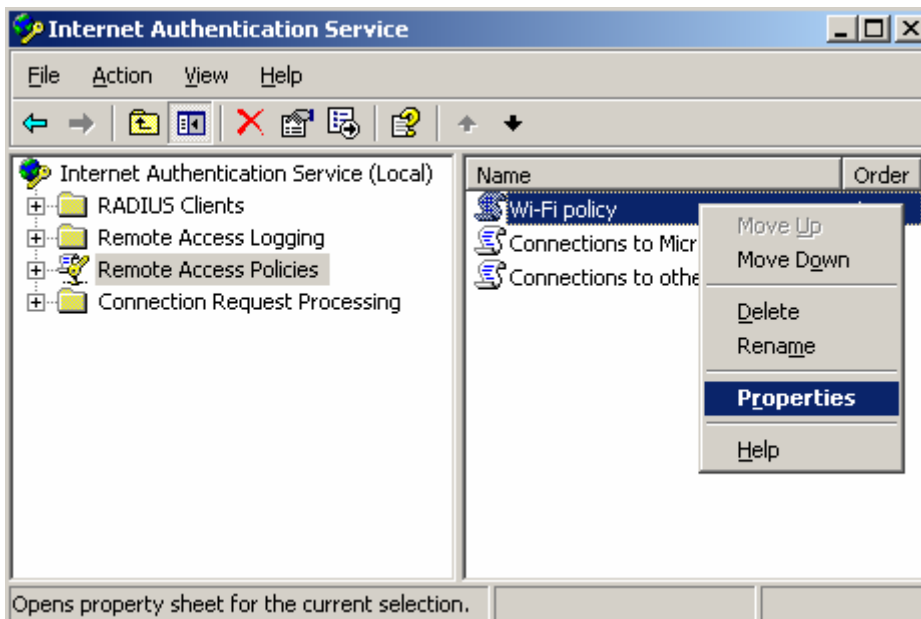 Internet Authentication Service
File Action View Help
Internet Authentication Service (Local)
RADIUS Clients
Remote Access Logging
Remote Access Policies
Connection Request Processing
Name Order
Wi-Fi policy
Connections to Micr
Connections to othe
Move Up
Move Down
Delete
Rename
Properties
Help
Opens property sheet for the current selection.